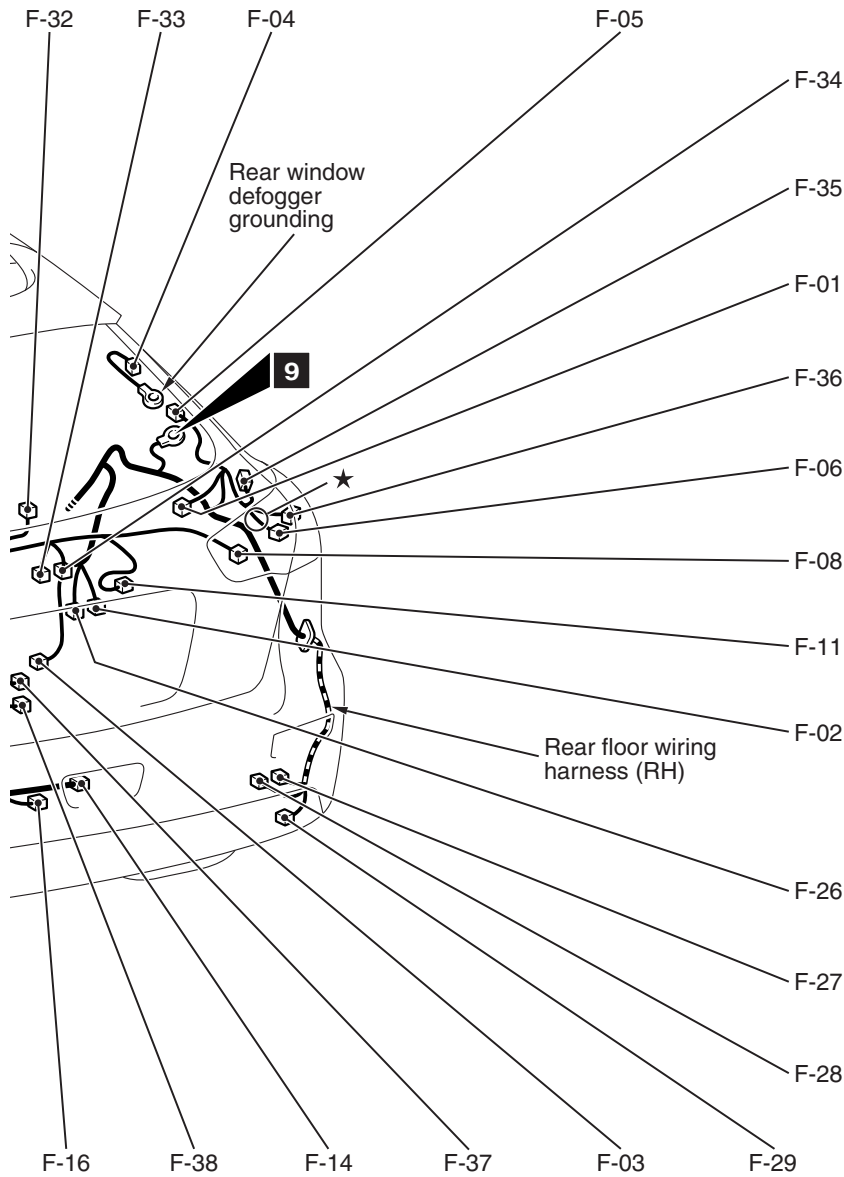 F-32
F-33
F-04
F-05
F-34
Rear window
defogger
grounding
F-35
F-01
9
F-36
F-06
★
F-08
F-11
F-02
Rear floor wiring
harness (RH)
F-26
F-27
F-28
F-16
F-38
F-14
F-37
F-03
F-29